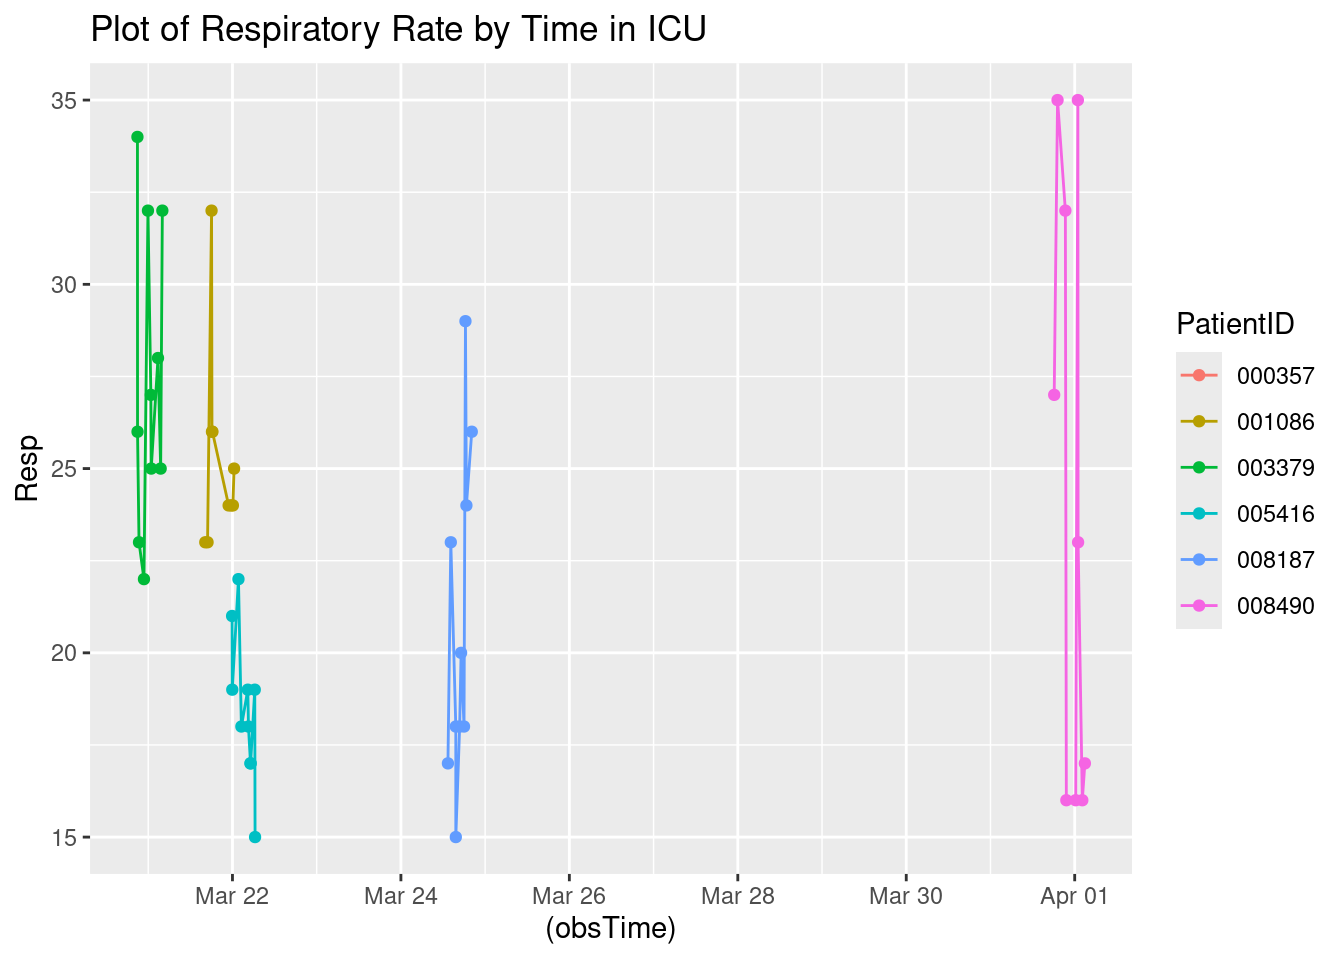 Plot of Respiratory Rate by Time in ICU
35
30
25
20
15
Resp
Mar 22
Mar 24
Mar 26
Mar 28
Mar 30
Apr 01
(obsTime)
PatientID
000357
001086
003379
005416
008187
008490